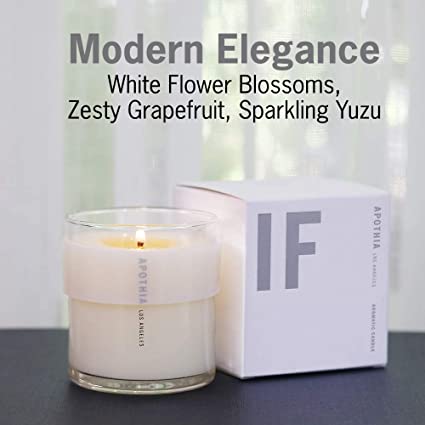 Modern Elegance
White Flower Blossoms,
Zesty Grapefruit, Sparkling Yuzu
APOTHIA
LOS ANGELES
IF
APOTHIA
LOS ANGELES
AROMATIC CANDLE